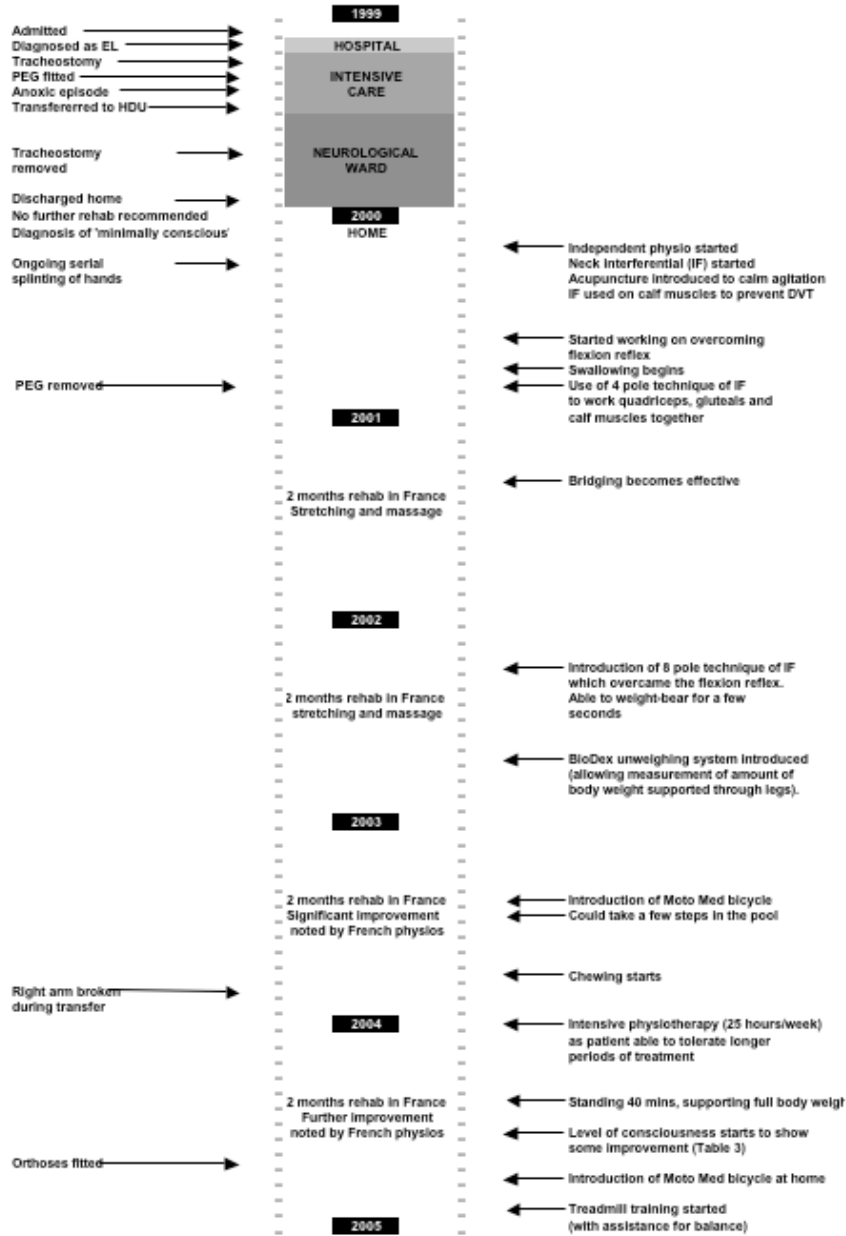 1999
Admitted
Diagnosed as EL
HOSPITAL
Tracheostomy
PEG fitted
INTENSIVE
CARE
Anoxic episode
Transfererred to HDU
Tracheostomy
removed
NEUROLOGICAL
WARD
Discharged home
No further rehab recommended
Diagnosis of 'minimally conscious'
2000
HOME
Independent physio started
Neck interferential (IF) started
Acupuncture introduced to calm agitation
IF used on calf muscles to prevent DVT
Ongoing serial
splinting of hands
Started working on overcoming
flexion reflex
Swallowing begins
PEG removed
Use of 4 pole technique of IF
to work quadriceps, gluteals and
calf muscles together
2001
Bridging becomes effective
2 months rehab in France
Stretching and massage
2002
Introduction of 8 pole technique of IF
which overcame the flexion reflex.
Able to weight-bear for a few
seconds
2 months rehab in France
stretching and massage
BioDex unweighing system introduced
(allowing measurement of amount of
body weight supported through legs).
2003
2 months rehab in France
Significant improvement
noted by French physios
Introduction of Moto Med bicycle
Could take a few steps in the pool
Chewing starts
Right arm broken
during transfer
2004
Intensive physiotherapy (25 hours/week)
as patient able to tolerate longer
periods of treatment
2 months rehab in France
Further improvement
noted by French physios
Standing 40 mins, supporting full body weigh
Level of consciousness starts to show
some improvement (Table 3)
Orthoses fitted
Introduction of Moto Med bicycle at home
Treadmill training started
(with assistance for balance)
2005